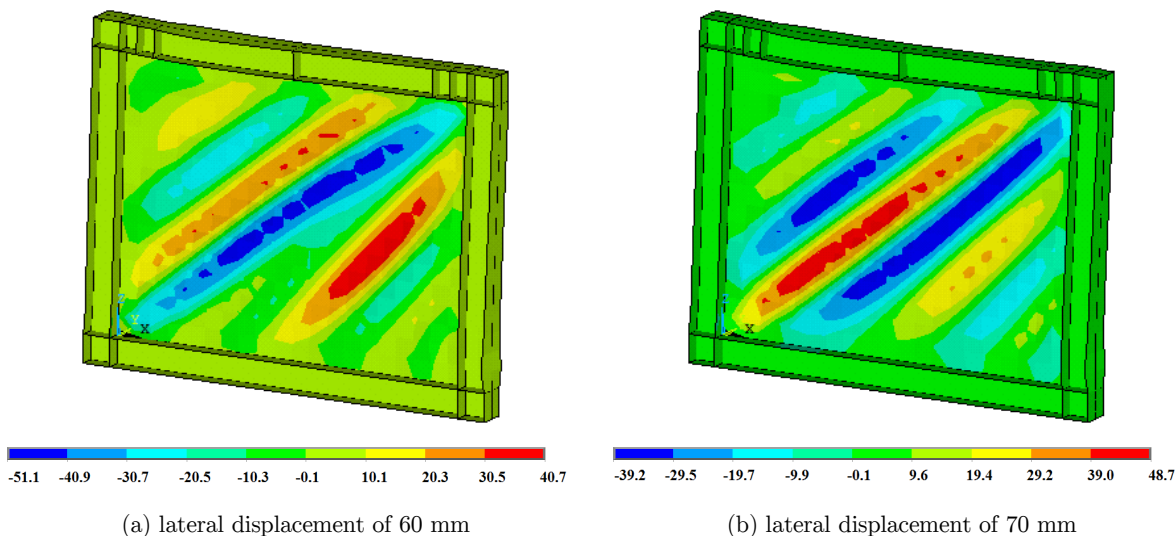 Z
Y
X
Z
X
-51.1 -40.9 -30.7 -20.5 -10.3 -0.1 10.1 20.3 30.5 40.7
-39.2 -29.5 -19.7 -9.9 -0.1 9.6 19.4 29.2 39.0 48.7
(a) lateral displacement of 60 mm
(b) lateral displacement of 70 mm